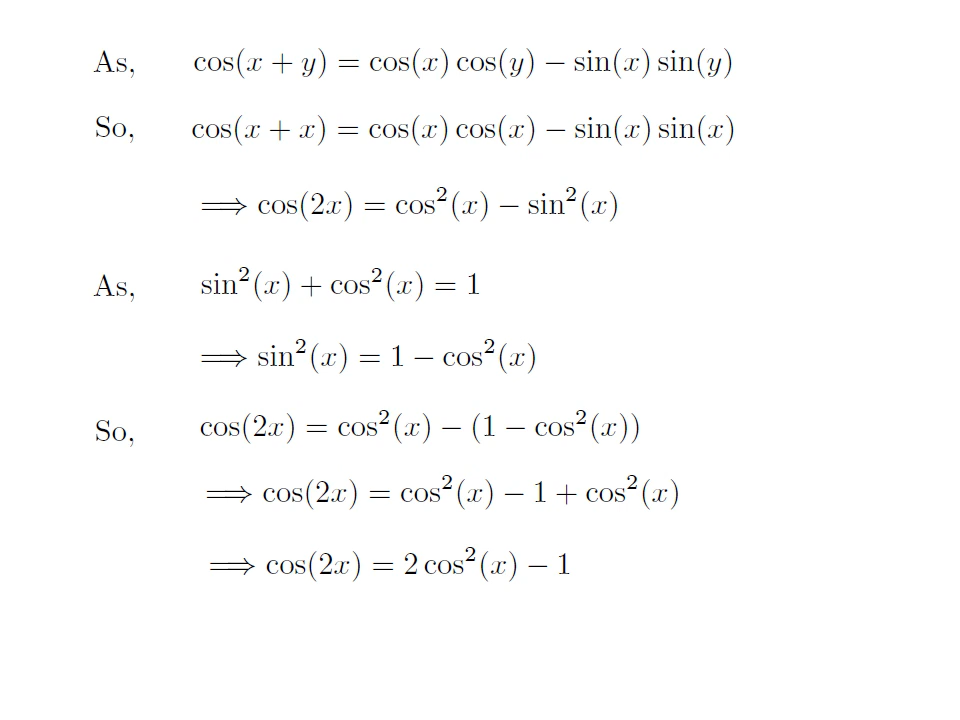 As, cos(x + y) = cos(x) cos(y) − sin(x) sin(y)
So, cos(x + x) = cos(x) cos(x) − sin(x) sin(x)
⟹ cos(2x) = cos²(x) − sin²(x)
As, sin²(x) + cos²(x) = 1
⟹ sin²(x) = 1 − cos²(x)
So, cos(2x) = cos²(x) − (1 − cos²(x))
⟹ cos(2x) = cos²(x) − 1 + cos²(x)
⟹ cos(2x) = 2 cos²(x) − 1